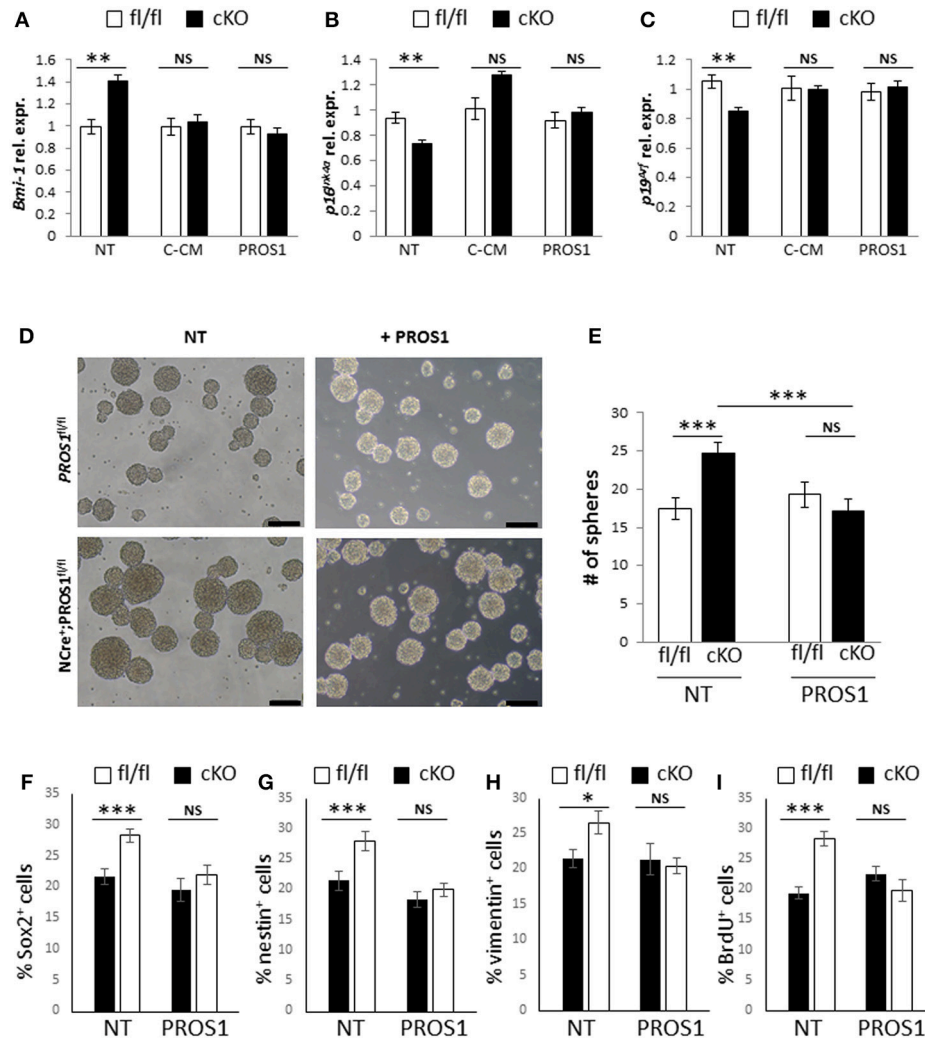 A fl/fl cKO
B fl/fl cKO
C fl/fl cKO
Bmi-1 rel. expr.
1.6
1.4
1.2
1
0.8
0.6
0.4
0.2
0
** NS NS
NT C-CM PROS1
p16ink4a rel. expr.
1.4
1.2
1.0
0.8
0.6
0.4
0.2
0
** NS NS
NT C-CM PROS1
p19Arf rel. expr.
1.2
1.0
0.8
0.6
0.4
0.2
0
** NS NS
NT C-CM PROS1
D NT + PROS1
PROS1fl/fl
NCre+;PROS1fl/fl
E
# of spheres
30
25
20
15
10
5
0
***
*** NS
fl/fl cKO fl/fl cKO
NT PROS1
F fl/fl cKO
% Sox2+ cells
35
30
25
20
15
10
5
0
*** NS
NT PROS1
G fl/fl cKO
% nestin+ cells
35
30
25
20
15
10
5
0
*** NS
NT PROS1
H fl/fl cKO
% vimentin+ cells
30
25
20
15
10
5
0
* NS
NT PROS1
I fl/fl cKO
% BrdU+ cells
35
30
25
20
15
10
5
0
*** NS
NT PROS1